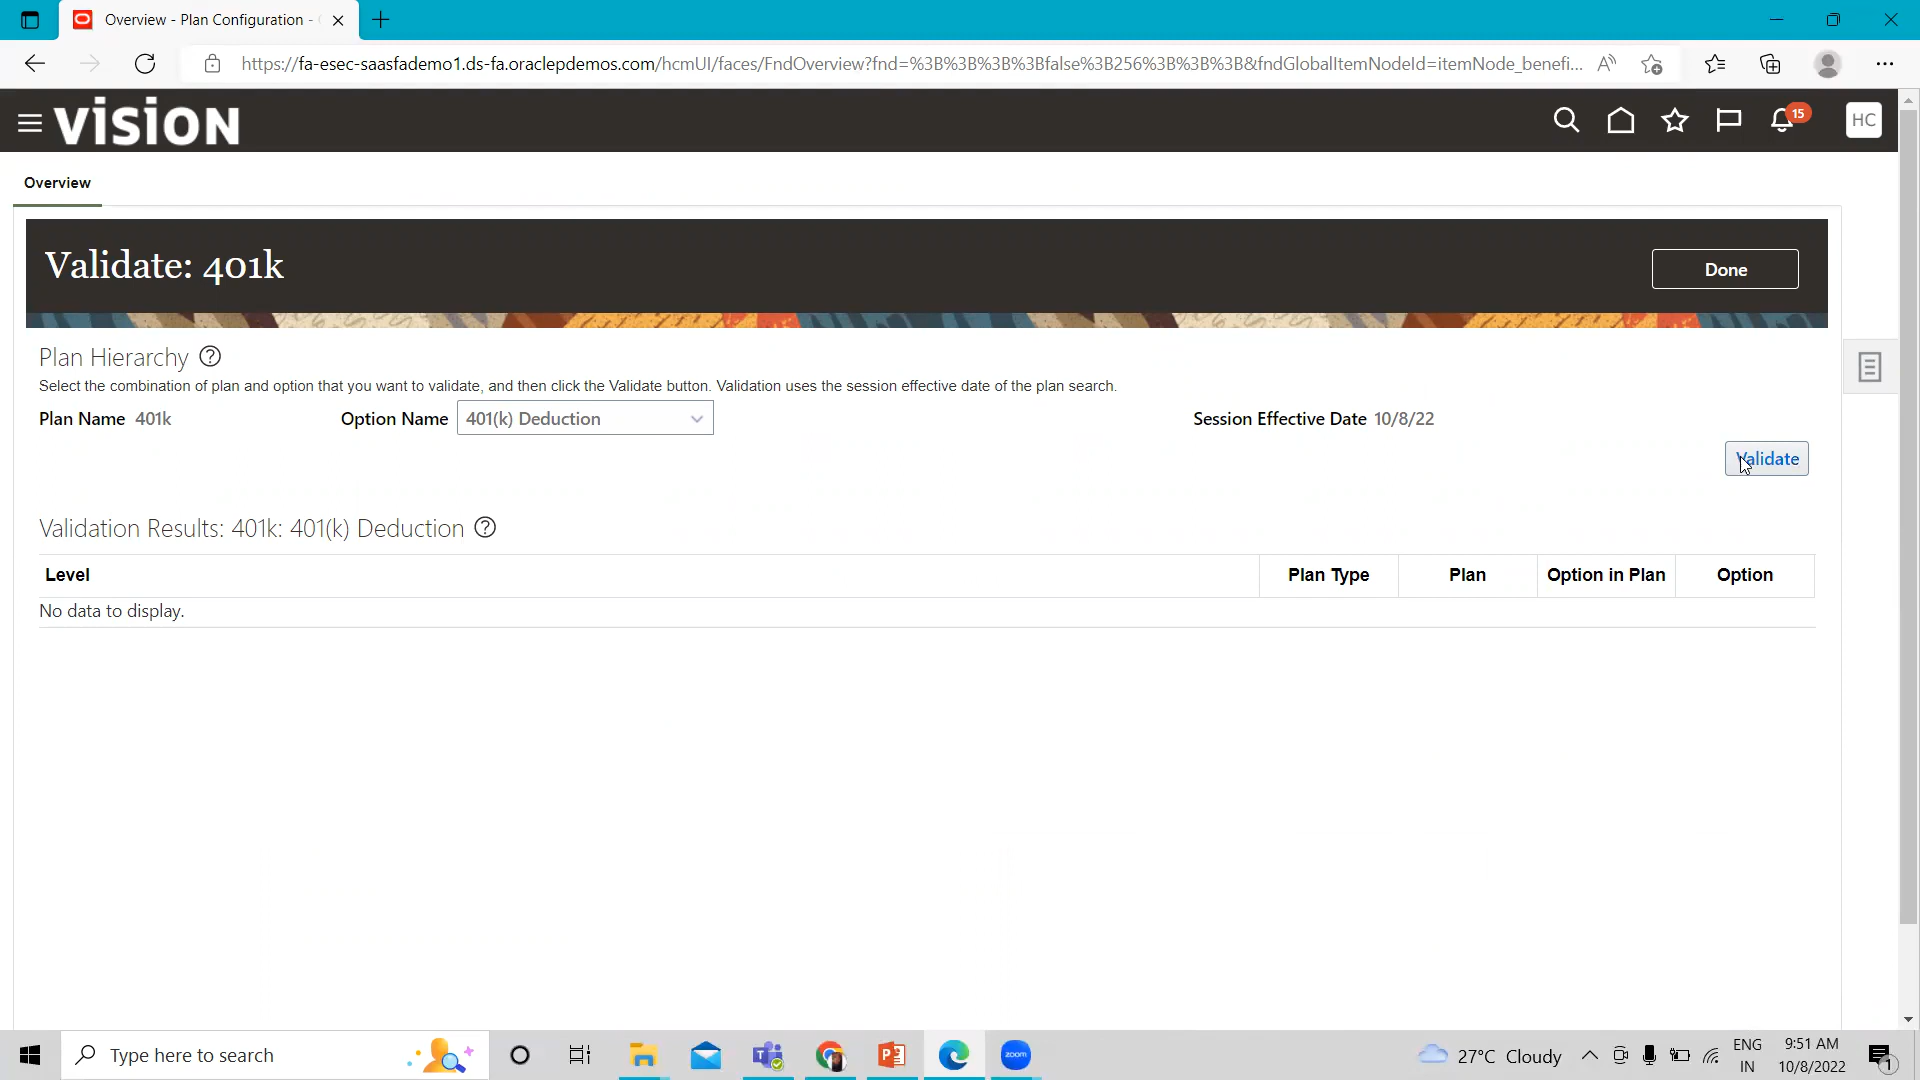 Overview - Plan Configuration -
https://fa-esec-saasfademo1.ds-fa.oraclepdemos.com/hcmUI/faces/FndOverview?fnd=%3B%3B%3B%3Bfalse%3B256%3B%3B%3B&fndGlobalItemNodeId=itemNode_benefi...
vision
15
HC
Overview
Validate: 401k
Done
Plan Hierarchy
Select the combination of plan and option that you want to validate, and then click the Validate button. Validation uses the session effective date of the plan search.
Plan Name 401k Option Name 401(k) Deduction Session Effective Date 10/8/22
Validate
Validation Results: 401k: 401(k) Deduction
Level Plan Type Plan Option in Plan Option
No data to display.
Type here to search
zoom
27°C Cloudy
ENG
IN
9:51 AM
10/8/2022
1